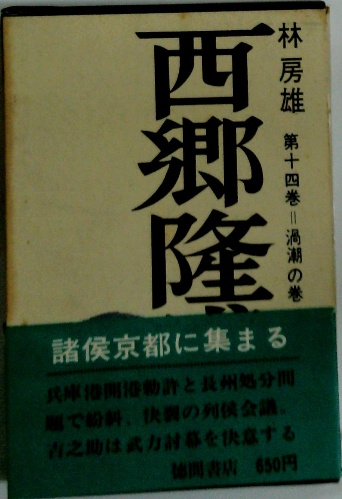 林房雄
西郷隆
第十四巻＝渦潮の巻
諸侯京都に集まる
兵庫港開港勅許と長州処分問
題で紛糾、決裂の列侯会議。
吉之助は武力討幕を決意する
徳間書店 650円